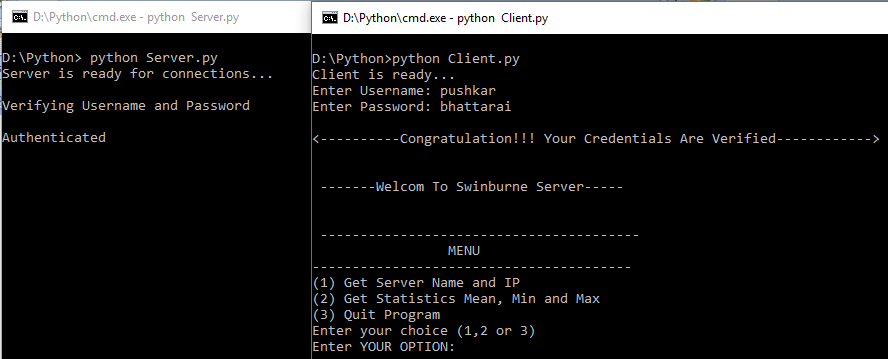 D:\Python\cmd.exe - python  Server.py
D:\Python> python Server.py
Server is ready for connections...
Verifying Username and Password
Authenticated
D:\Python\cmd.exe - python  Client.py
D:\Python>python Client.py
Client is ready...
Enter Username: pushkar
Enter Password: bhattarai
<----------Congratulation!!! Your Credentials Are Verified------------>
-------Welcom To Swinburne Server-----
----------------------------------------
MENU
----------------------------------------
(1) Get Server Name and IP
(2) Get Statistics Mean, Min and Max
(3) Quit Program
Enter your choice (1,2 or 3)
Enter YOUR OPTION: